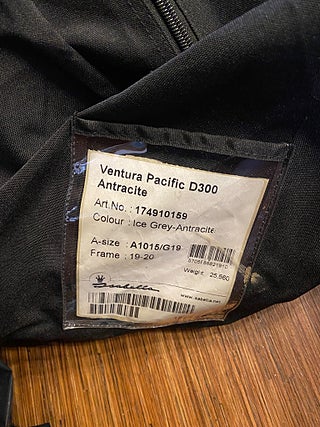 Ventura Pacific D300
Antracite
Art.No. : 174910159
Colour : Ice Grey-Antracite
A-size : A1015/G19
Frame : 19-20
Weight: 25,860
Isabella
www.isabella.net